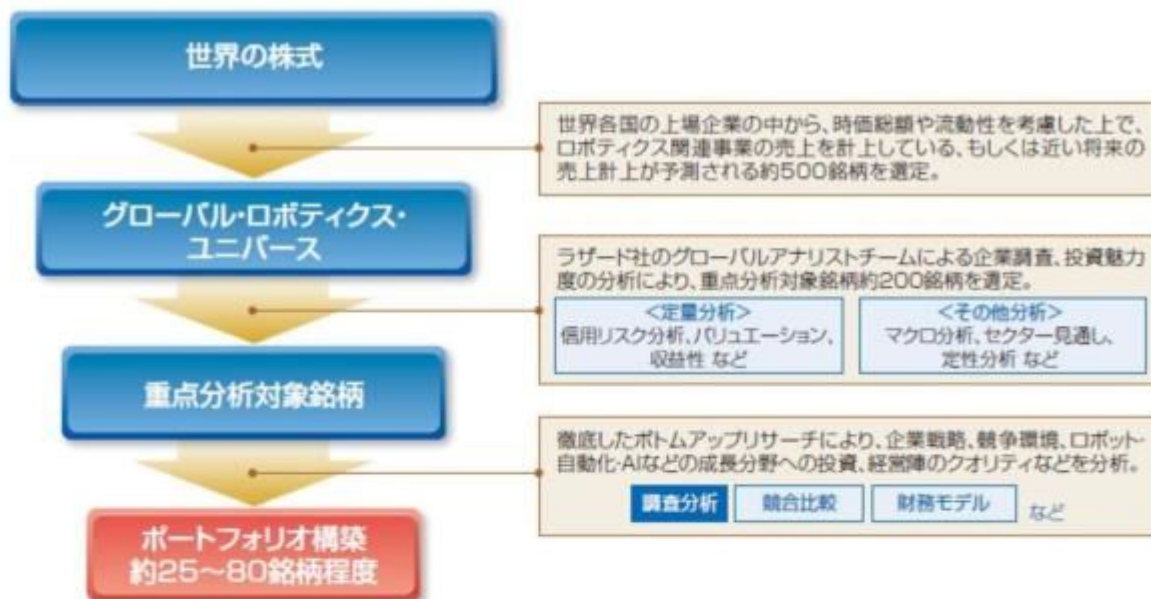 世界の株式
世界各国の上場企業の中から、時価総額や流動性を考慮した上で、
ロボティクス関連事業の売上を計上している、もしくは近い将来の
売上計上が予測される約500銘柄を選定。
グローバル・ロボティクス・
ユニバース
ラザード社のグローバルアナリストチームによる企業調査、投資魅力
度の分析により、重点分析対象銘柄約200銘柄を選定。
<定量分析>
信用リスク分析、バリュエーション、
収益性 など
<その他分析>
マクロ分析、セクター見通し、
定性分析 など
重点分析対象銘柄
徹底したボトムアップリサーチにより、企業戦略、競争環境、ロボット・
自動化・AIなどの成長分野への投資、経営陣のクオリティなどを分析。
調査分析
競合比較
財務モデル
など
ポートフォリオ構築
約25～80銘柄程度